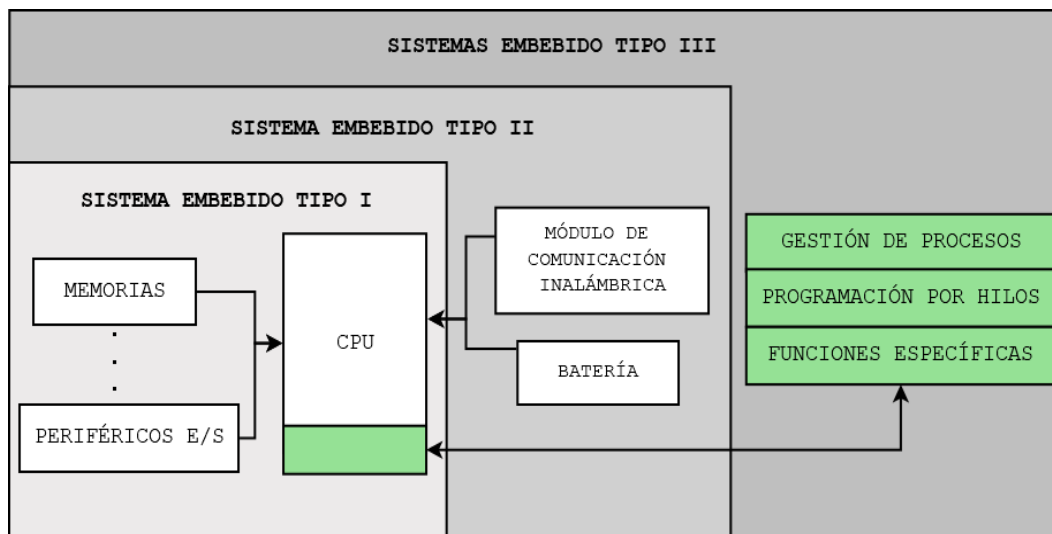 SISTEMAS EMBEBIDO TIPO III
SISTEMA EMBEBIDO TIPO II
SISTEMA EMBEBIDO TIPO I
MEMORIAS
PERIFÉRICOS E/S
CPU
MÓDULO DE
COMUNICACIÓN
INALÁMBRICA
BATERÍA
GESTIÓN DE PROCESOS
PROGRAMACIÓN POR HILOS
FUNCIONES ESPECÍFICAS